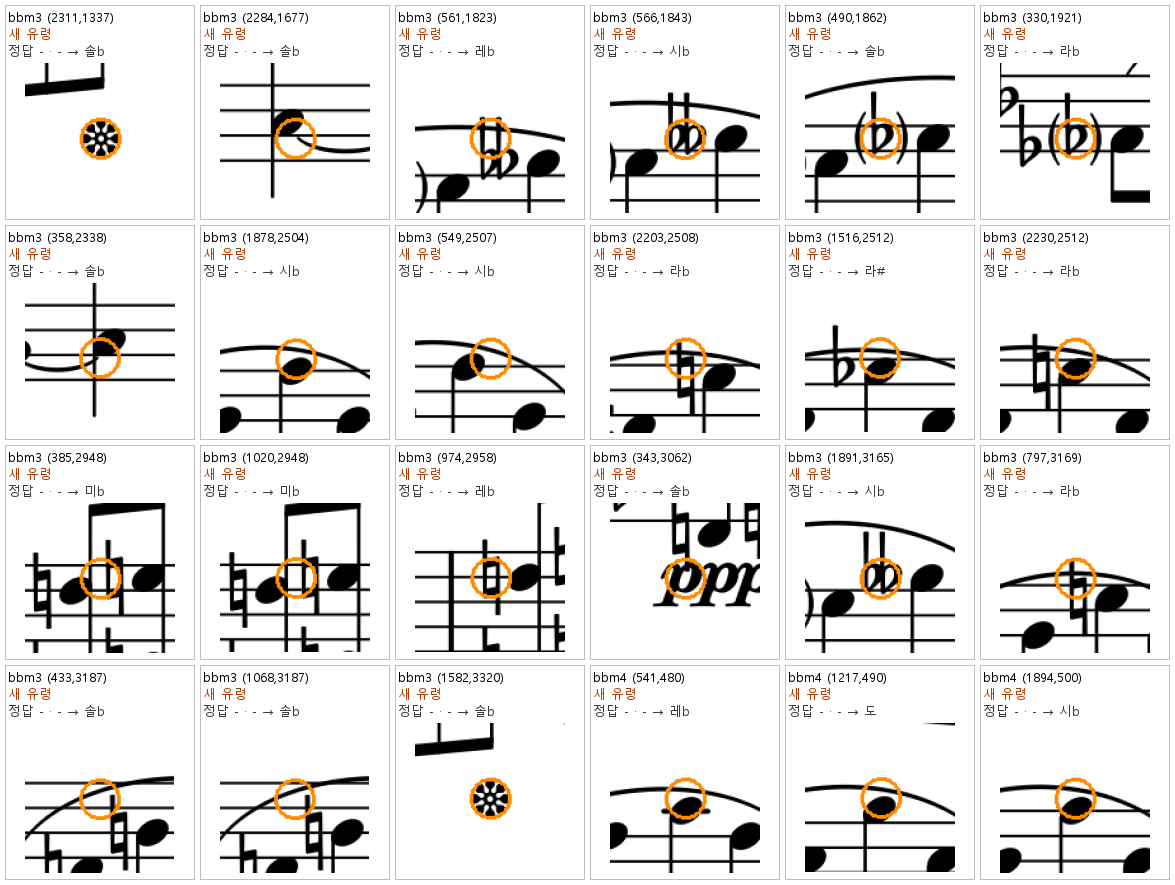 bbm3 (2311,1337)
새 유령
정답 - · - → 솔b
bbm3 (2284,1677)
새 유령
정답 - · - → 솔b
bbm3 (561,1823)
새 유령
정답 - · - → 레b
bbm3 (566,1843)
새 유령
정답 - · - → 시b
bbm3 (490,1862)
새 유령
정답 - · - → 솔b
bbm3 (330,1921)
새 유령
정답 - · - → 라b
bbm3 (358,2338)
새 유령
정답 - · - → 솔b
bbm3 (1878,2504)
새 유령
정답 - · - → 시b
bbm3 (549,2507)
새 유령
정답 - · - → 시b
bbm3 (2203,2508)
새 유령
정답 - · - → 라b
bbm3 (1516,2512)
새 유령
정답 - · - → 라#
bbm3 (2230,2512)
새 유령
정답 - · - → 라b
bbm3 (385,2948)
새 유령
정답 - · - → 미b
bbm3 (1020,2948)
새 유령
정답 - · - → 미b
bbm3 (974,2958)
새 유령
정답 - · - → 레b
bbm3 (343,3062)
새 유령
정답 - · - → 솔b
ppp
bbm3 (1891,3165)
새 유령
정답 - · - → 시b
bbm3 (797,3169)
새 유령
정답 - · - → 라b
bbm3 (433,3187)
새 유령
정답 - · - → 솔b
bbm3 (1068,3187)
새 유령
정답 - · - → 솔b
bbm3 (1582,3320)
새 유령
정답 - · - → 솔b
bbm4 (541,480)
새 유령
정답 - · - → 레b
bbm4 (1217,490)
새 유령
정답 - · - → 도
bbm4 (1894,500)
새 유령
정답 - · - → 시b